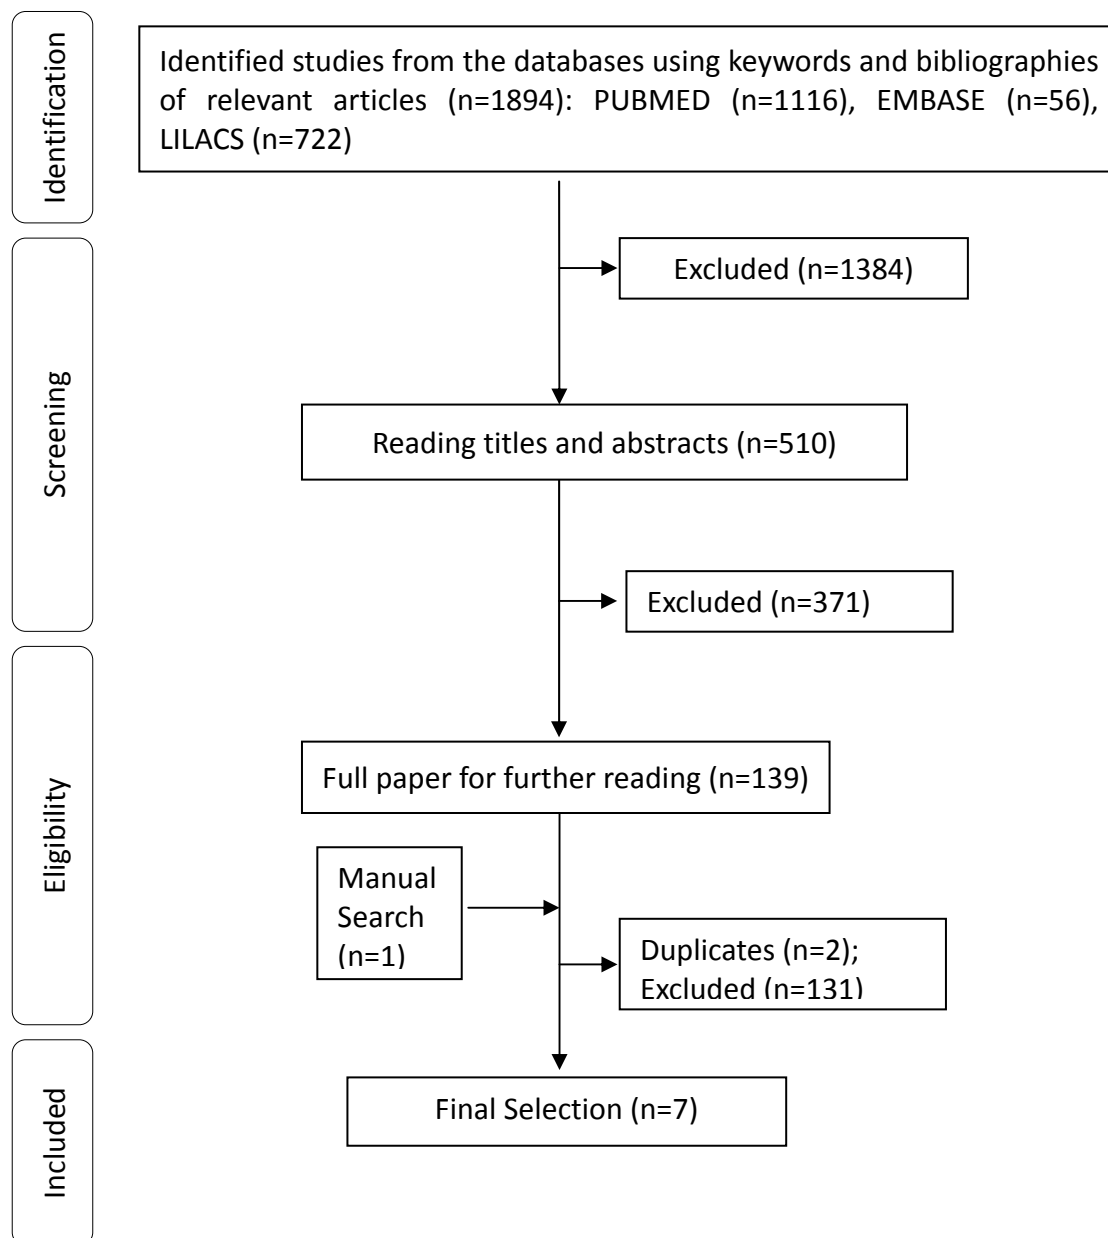 Identification
Identified studies from the databases using keywords and bibliographies
of relevant articles (n=1894): PUBMED (n=1116), EMBASE (n=56),
LILACS (n=722)
Screening
Excluded (n=1384)
Reading titles and abstracts (n=510)
Excluded (n=371)
Eligibility
Full paper for further reading (n=139)
Manual
Search
(n=1)
Duplicates (n=2);
Excluded (n=131)
Included
Final Selection (n=7)